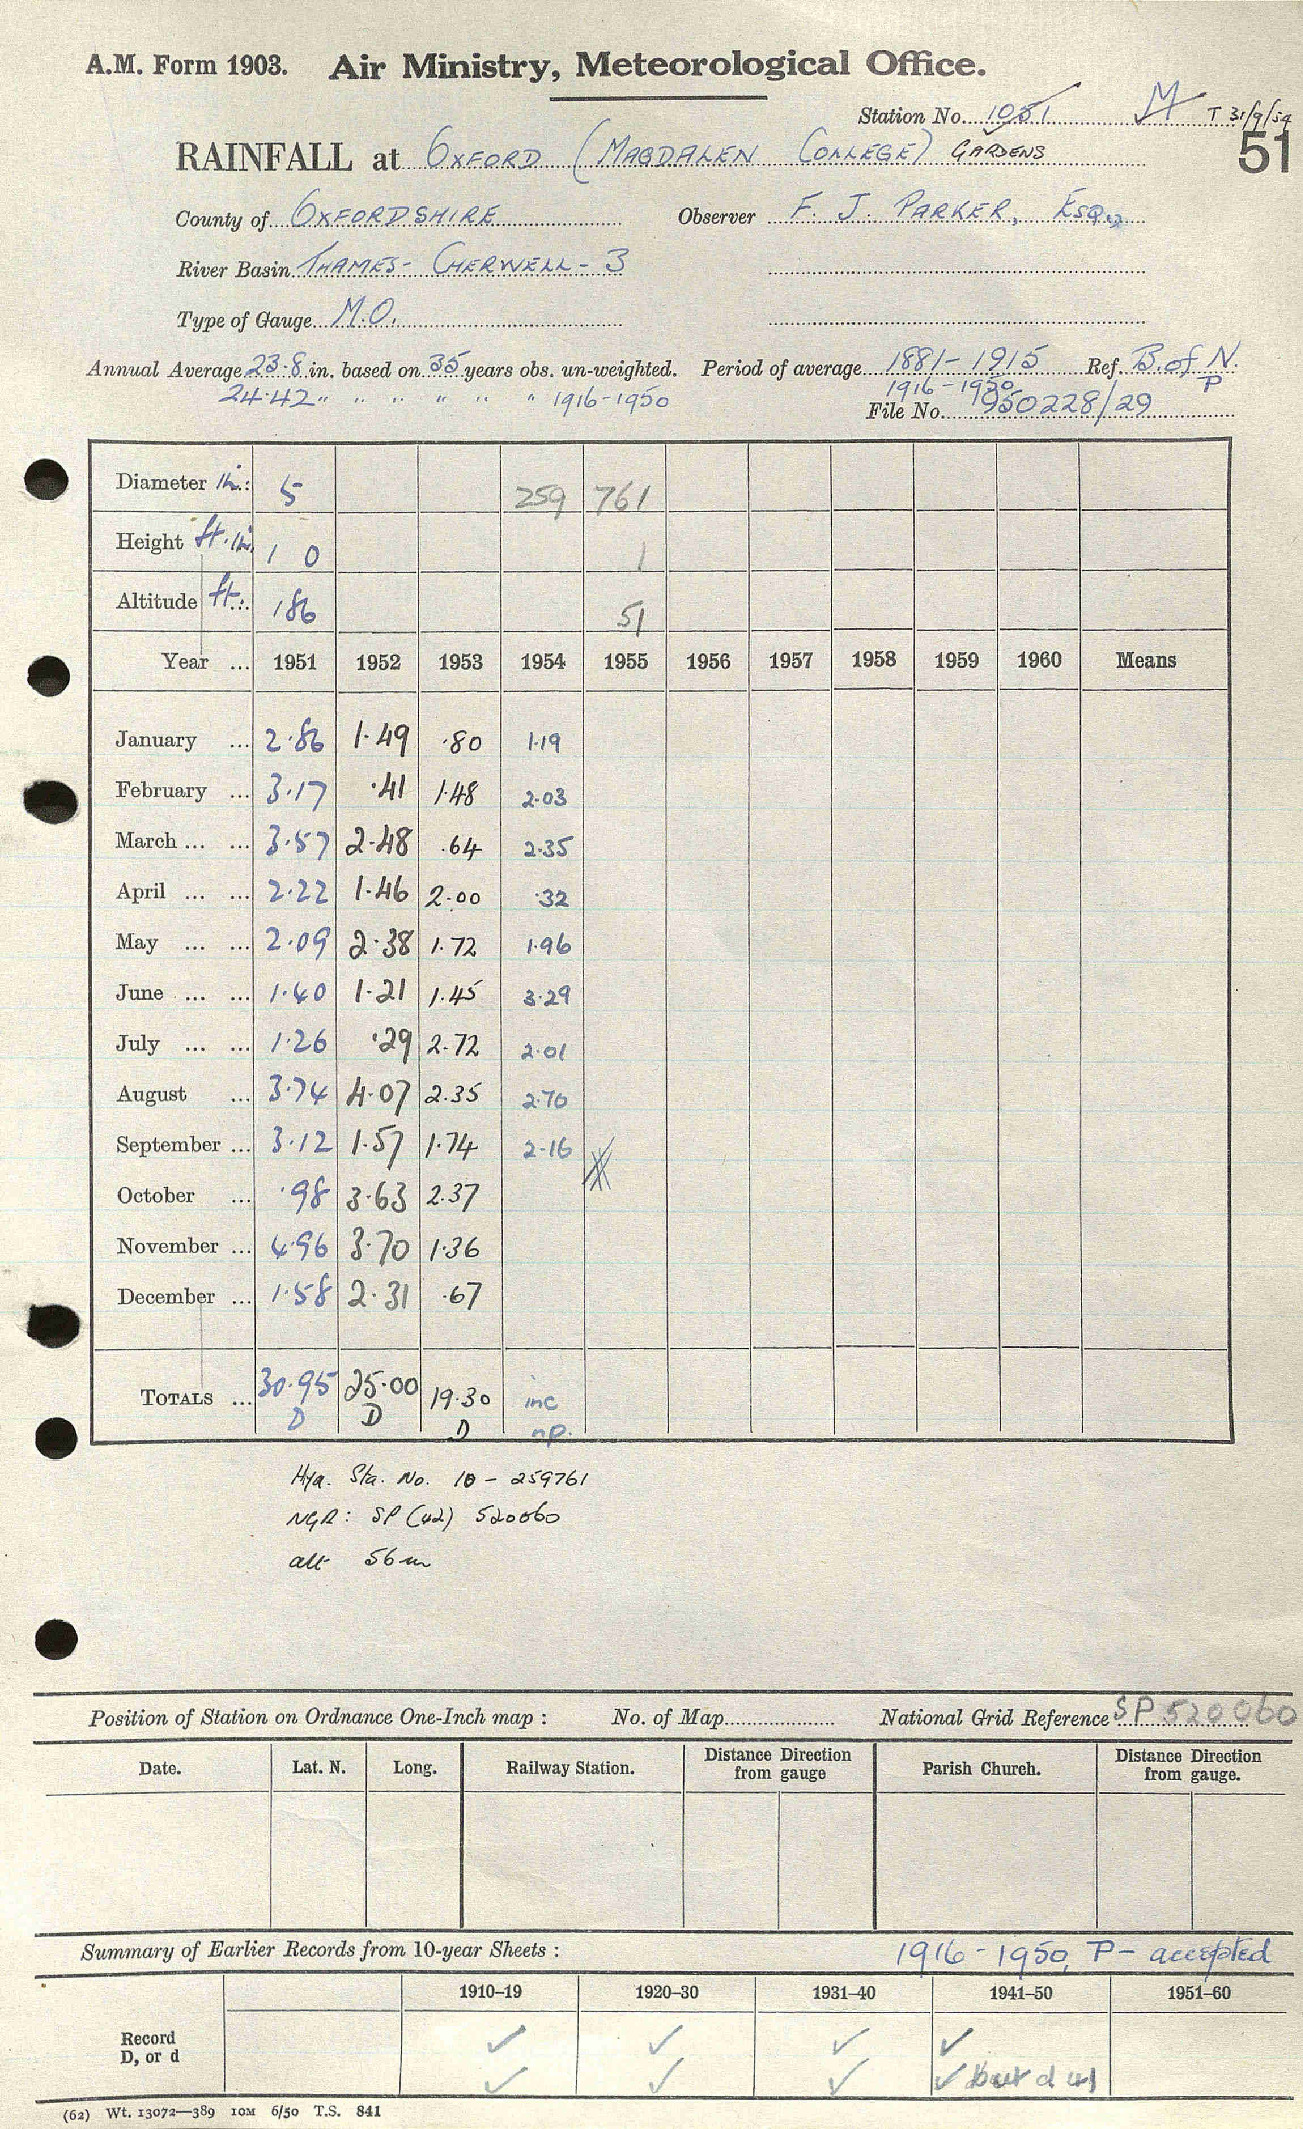 A.M. Form 1903. Air Ministry, Meteorological Office.
Station No. 1051 M T 31/9/54
RAINFALL at OXFORD (MAGDALEN COLLEGE) GARDENS 51
County of OXFORDSHIRE Observer F. J. PARKER, ESQ.,
River Basin THAMES - CHERWELL - 3
Type of Gauge M.O.
Annual Average 23.8 in. based on 35 years obs. un-weighted. Period of average 1881-1915 Ref. B. of N.
24.42 " " " " " " 1916-1950 1916-1950 P
File No. 950228/29
Diameter in.: 5 259 761
Height ft. in. 1 0 1
Altitude ft.: 186 51
Year ... 1951 1952 1953 1954 1955 1956 1957 1958 1959 1960 Means
January ... 2.86 1.49 .80 1.19
February ... 3.17 .41 1.48 2.03
March ... ... 3.57 2.48 .64 2.35
April ... ... 2.22 1.46 2.00 .32
May ... ... 2.09 2.38 1.72 1.96
June ... ... 1.40 1.21 1.45 3.29
July ... ... 1.26 .29 2.72 2.01
August ... 3.74 4.07 2.35 2.70
September ... 3.12 1.57 1.74 2.16
October ... .98 3.63 2.37
November ... 4.96 3.70 1.36
December ... 1.58 2.31 .67
TOTALS ... 30.95 25.00 19.30 inc
D D D np.
Hya. Sta. No. 10 - 259761
NGR: SP (42) 520060
alt 56 m
Position of Station on Ordnance One-Inch map : No. of Map National Grid Reference SP 520060
Date. Lat. N. Long. Railway Station. Distance from gauge Direction Parish Church. Distance from gauge. Direction
Summary of Earlier Records from 10-year Sheets : 1916-1950, P- accepted
1910–19 1920–30 1931–40 1941–50 1951–60
Record ✓ ✓ ✓ ✓
D, or d ✓ ✓ ✓ ✓ but d
(62) Wt. 13072—389 10M 6/50 T.S. 841